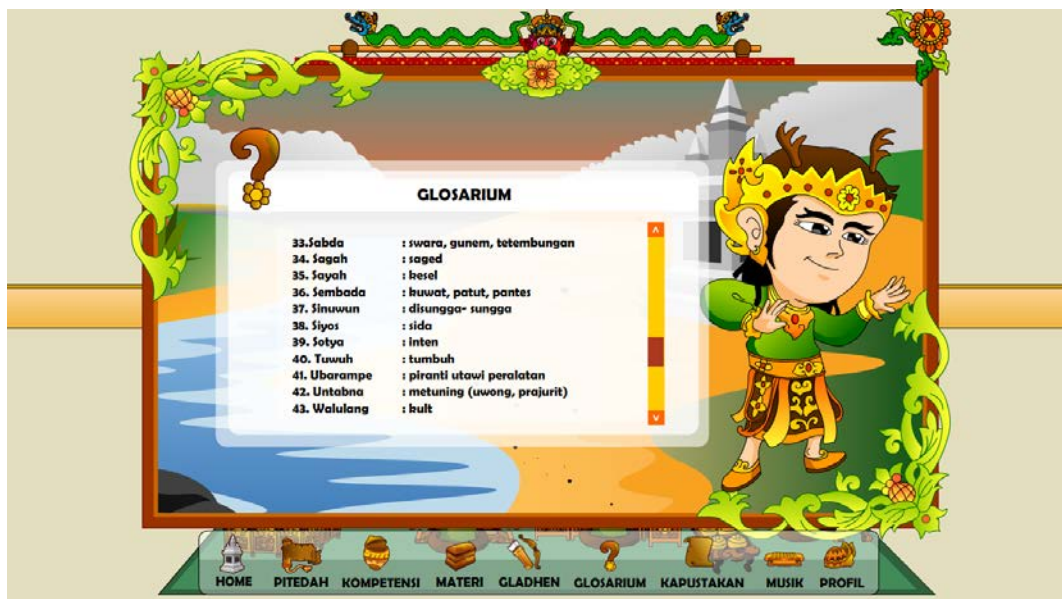 X
?
GLOSARIUM
33.Sabda : swara, gunem, tetembungan
34. Sagah : saged
35. Sayah : kesel
36. Sembada : kuwat, patut, pantes
37. Sinuwun : disungga- sungga
38. Siyos : sida
39. Sotya : inten
40. Tuwuh : tumbuh
41. Ubarampe : piranti utawi peralatan
42. Untabna : metuning (uwong, prajurit)
43. Walulang : kult
HOME PITEDAH KOMPETENSI MATERI GLADHEN GLOSARIUM KAPUSTAKAN MUSIK PROFIL